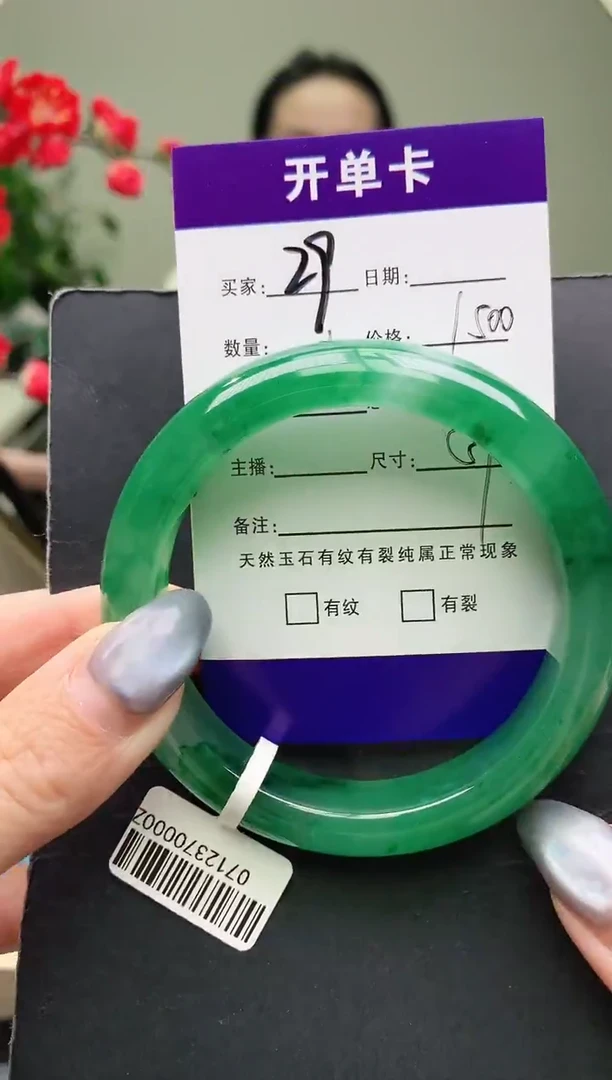 开单卡
买家: 29 日期:
数量: 价格: 1500
主播: 尺寸:
备注:
天然玉石有纹有裂纯属正常现象
有纹 有裂
07123700002